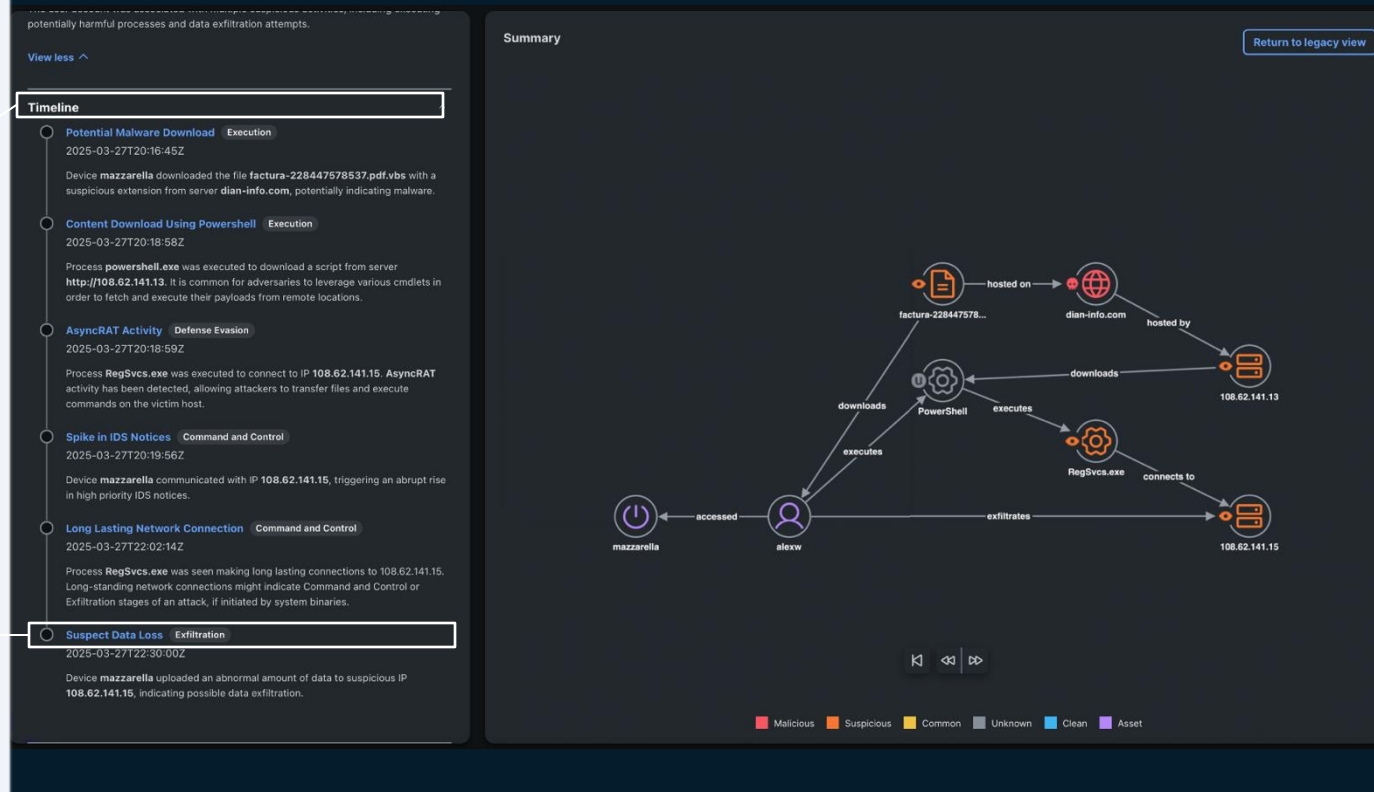 potentially harmful processes and data exfiltration attempts.
View less
Timeline
Potential Malware Download Execution
2025-03-27T20:16:45Z
Device mazzarella downloaded the file factura-228447578537.pdf.vbs with a
suspicious extension from server dian-info.com, potentially indicating malware.
Content Download Using Powershell Execution
2025-03-27T20:18:58Z
Process powershell.exe was executed to download a script from server
http://108.62.141.13. It is common for adversaries to leverage various cmdlets in
order to fetch and execute their payloads from remote locations.
AsyncRAT Activity Defense Evasion
2025-03-27T20:18:59Z
Process RegSvcs.exe was executed to connect to IP 108.62.141.15. AsyncRAT
activity has been detected, allowing attackers to transfer files and execute
commands on the victim host.
Spike in IDS Notices Command and Control
2025-03-27T20:19:56Z
Device mazzarella communicated with IP 108.62.141.15, triggering an abrupt rise
in high priority IDS notices.
Long Lasting Network Connection Command and Control
2025-03-27T22:02:14Z
Process RegSvcs.exe was seen making long lasting connections to 108.62.141.15.
Long-standing network connections might indicate Command and Control or
Exfiltration stages of an attack, if initiated by system binaries.
Suspect Data Loss Exfiltration
2025-03-27T22:30:00Z
Device mazzarella uploaded an abnormal amount of data to suspicious IP
108.62.141.15, indicating possible data exfiltration.
Summary
Return to legacy view
hosted on
factura-228447578...
dian-info.com
hosted by
downloads
108.62.141.13
downloads
U
PowerShell
executes
executes
RegSvcs.exe
connects to
accessed
exfiltrates
mazzarella
alexw
108.62.141.15
Malicious Suspicious Common Unknown Clean Asset